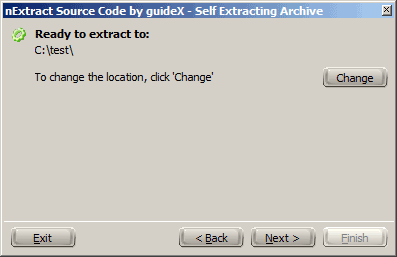 nExtract Source Code by guideX - Self Extracting Archive
Ready to extract to:
C:\test\
To change the location, click 'Change'
Change
Exit
< Back
Next >
Finish